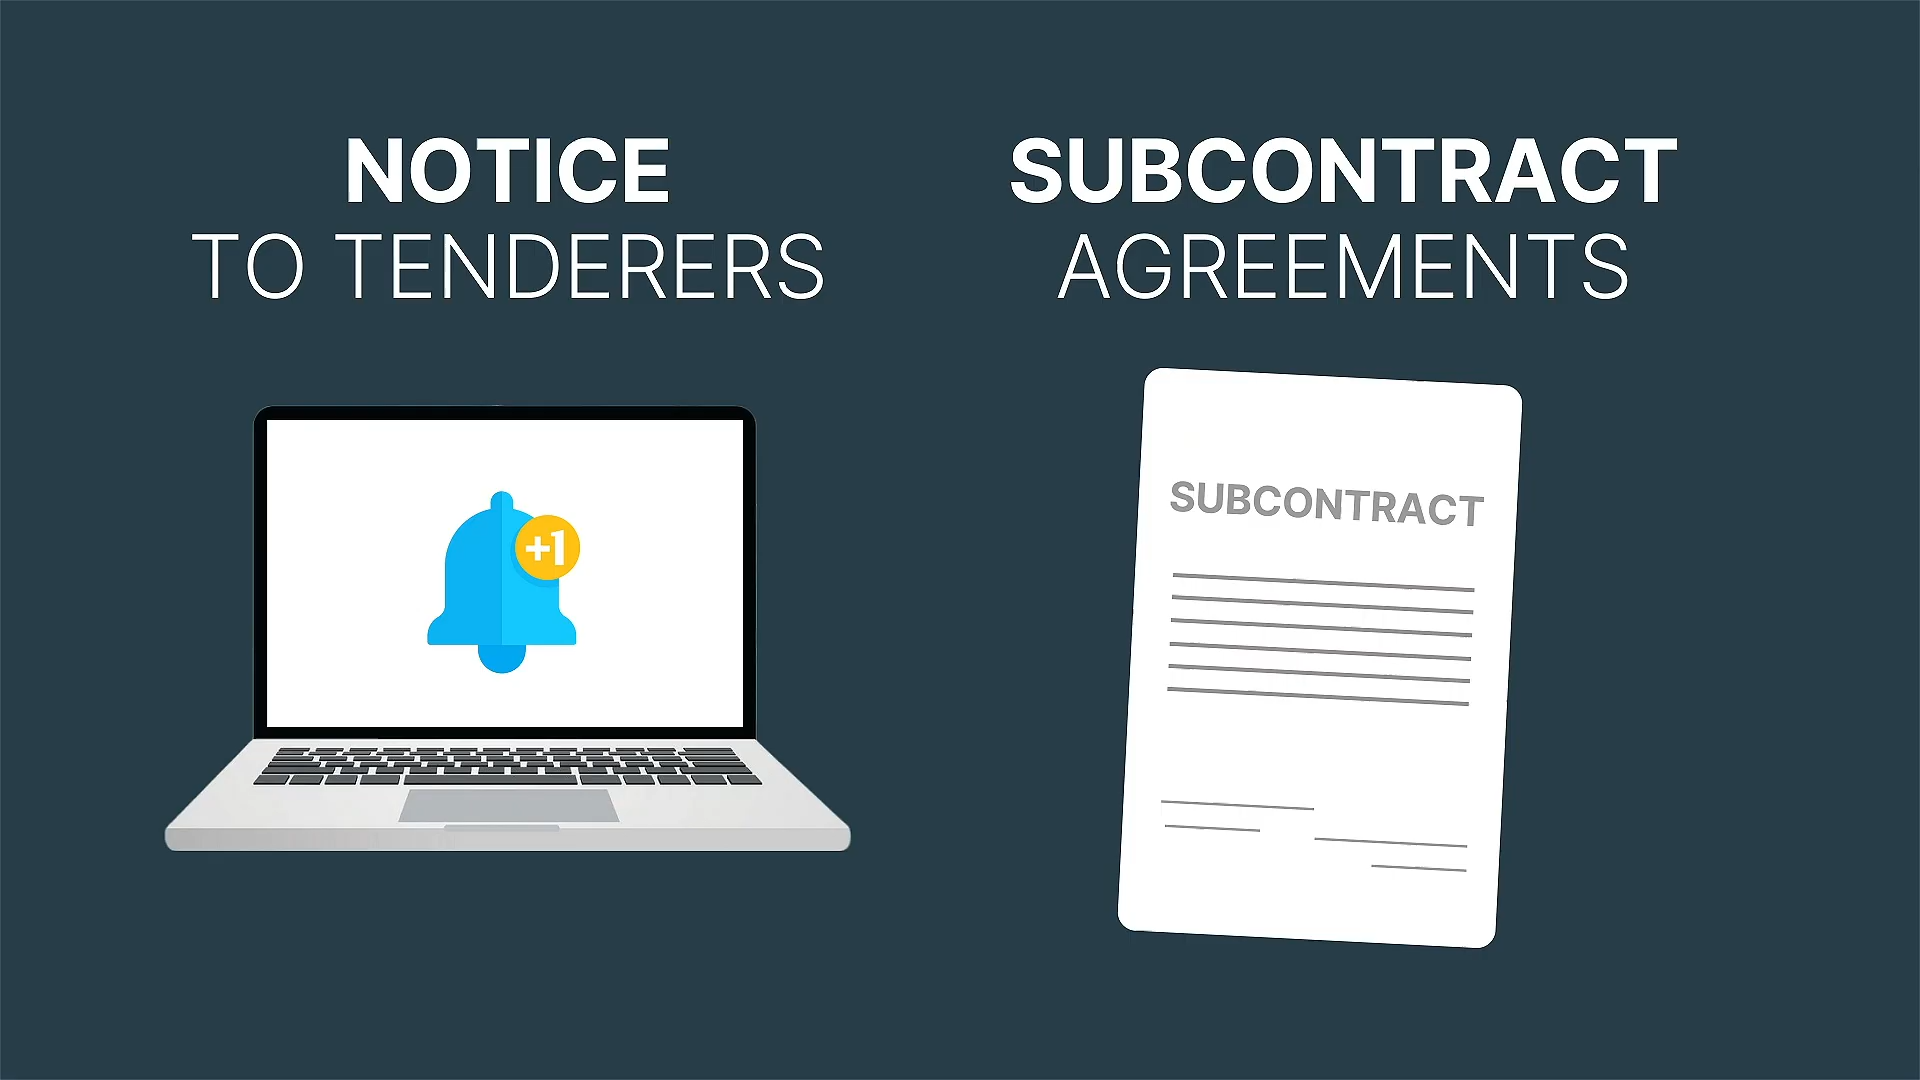 NOTICE
TO TENDERERS
+1
SUBCONTRACT
AGREEMENTS
SUBCONTRACT